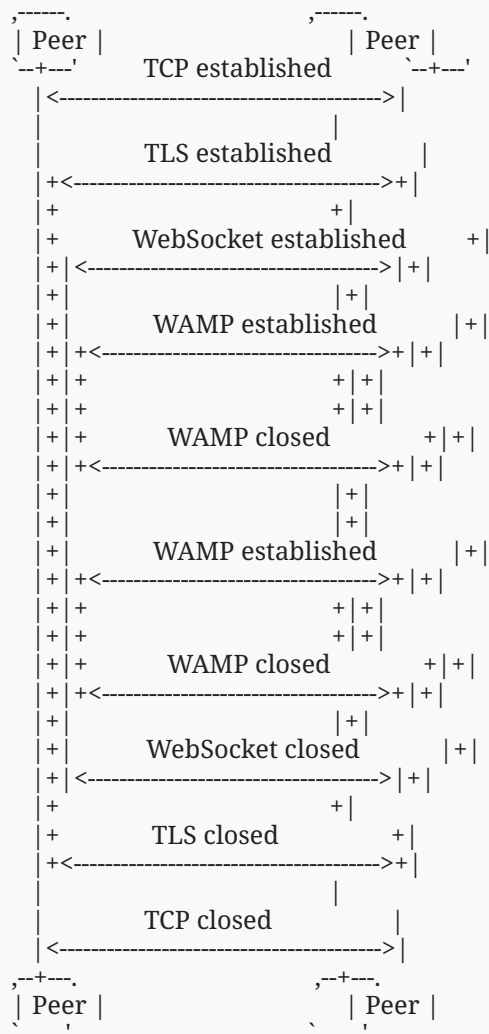 ,------.                                    ,------.
| Peer |                                    | Peer |
`--+---'          TCP established          `--+---'
   |<----------------------------------------->|
   |                                           |
   |              TLS established              |
   |+<--------------------------------------->+|
   |+                                         +|
   |+           WebSocket established         +|
   |+|<------------------------------------->|+|
   |+|                                       |+|
   |+|            WAMP established           |+|
   |+|+<----------------------------------->+|+|
   |+|+                                     +|+|
   |+|+                                     +|+|
   |+|+             WAMP closed             +|+|
   |+|+<----------------------------------->+|+|
   |+|                                       |+|
   |+|                                       |+|
   |+|            WAMP established           |+|
   |+|+<----------------------------------->+|+|
   |+|+                                     +|+|
   |+|+                                     +|+|
   |+|+             WAMP closed             +|+|
   |+|+<----------------------------------->+|+|
   |+|                                       |+|
   |+|            WebSocket closed           |+|
   |+|<------------------------------------->|+|
   |+                                         +|
   |+               TLS closed                +|
   |+<--------------------------------------->+|
   |                                           |
   |                TCP closed                 |
   |<----------------------------------------->|
,--+---.                                    ,--+---.
| Peer |                                    | Peer |